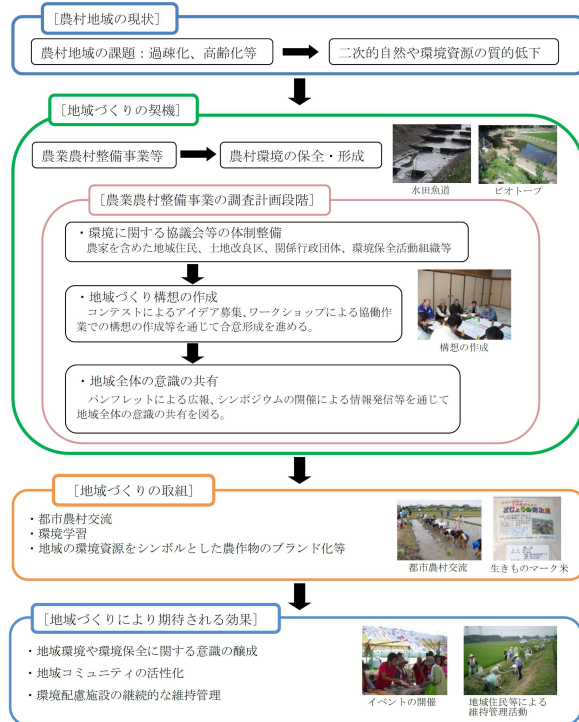 ［農村地域の現状］
農村地域の課題：過疎化、高齢化等
二次的自然や環境資源の質的低下
［地域づくりの契機］
農業農村整備事業等
農村環境の保全・形成
水田魚道
ビオトープ
［農業農村整備事業の調査計画段階］
・環境に関する協議会等の体制整備
農家を含めた地域住民、土地改良区、関係行政団体、環境保全活動組織等
・地域づくり構想の作成
コンテストによるアイデア募集、ワークショップによる協働作
業での構想の作成等を通じて合意形成を進める。
構想の作成
・地域全体の意識の共有
パンフレットによる広報、シンポジウムの開催による情報発信等を通じて
地域全体の意識の共有を図る。
［地域づくりの取組］
・都市農村交流
・環境学習
・地域の環境資源をシンボルとした農作物のブランド化等
都市農村交流
生きものマーク米
［地域づくりにより期待される効果］
・地域環境や環境保全に関する意識の醸成
・地域コミュニティの活性化
・環境配慮施設の継続的な維持管理
イベントの開催
地域住民等による
維持管理活動